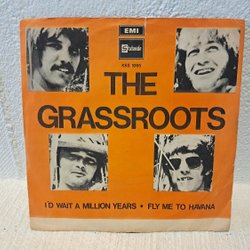 EMI
Stateside
THE
GRASSROOTS
I'D WAIT A MILLION YEARS • FLY ME TO HAVANA